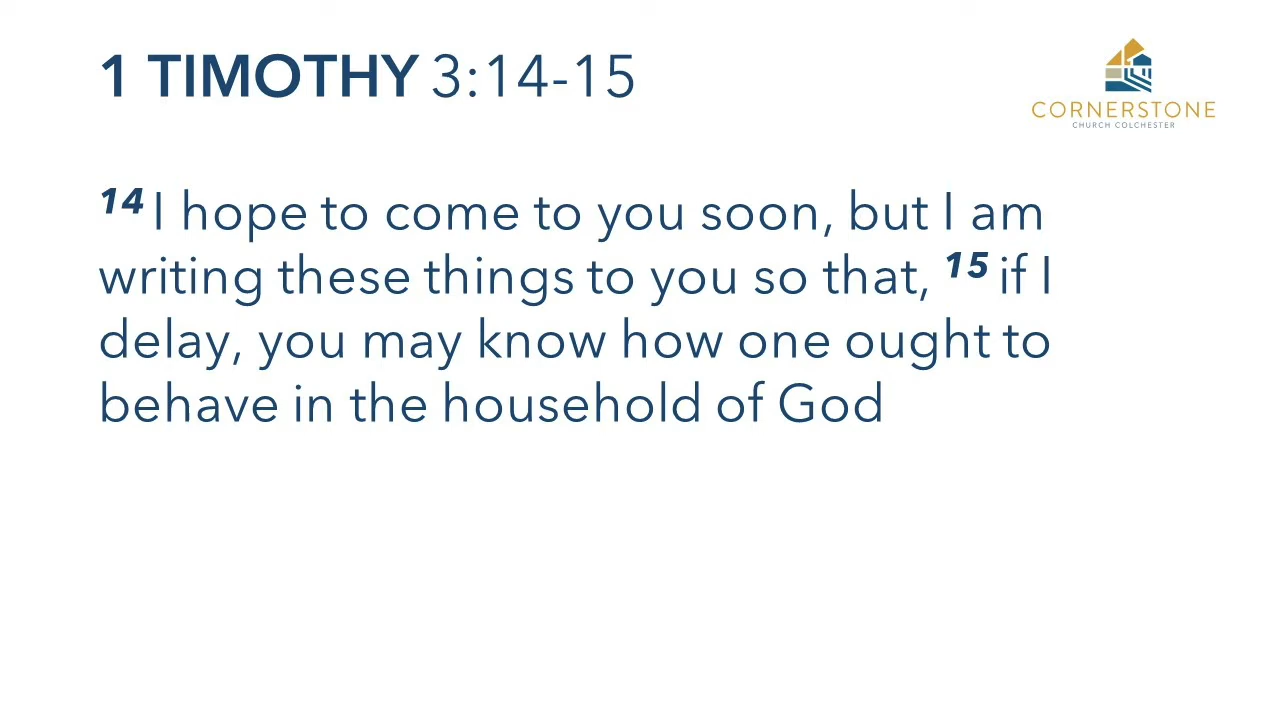 1 TIMOTHY 3:14-15
CORNERSTONE
CHURCH COLCHESTER
14 I hope to come to you soon, but I am
writing these things to you so that, 15 if I
delay, you may know how one ought to
behave in the household of God